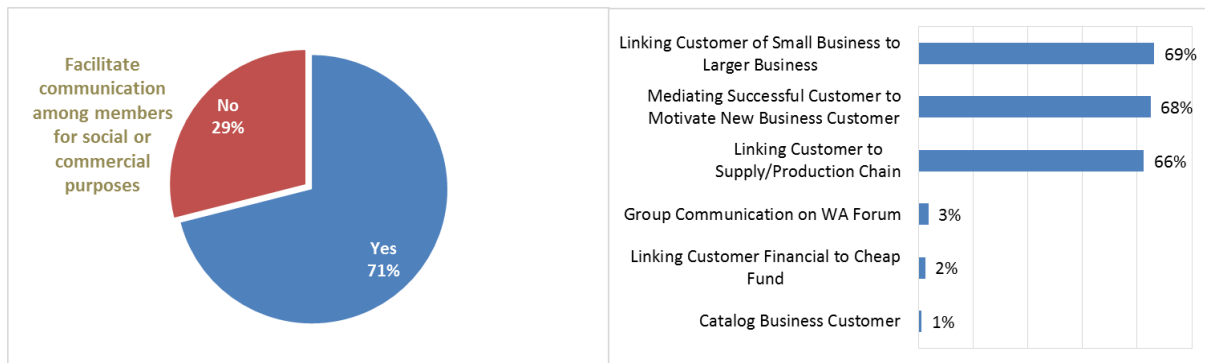 Facilitate
communication
among members
for social or
commercial
purposes
No
29%
Yes
71%
Linking Customer of Small Business to
Larger Business
69%
Mediating Successful Customer to
Motivate New Business Customer
68%
Linking Customer to
Supply/Production Chain
66%
Group Communication on WA Forum
3%
Linking Customer Financial to Cheap
Fund
2%
Catalog Business Customer
1%